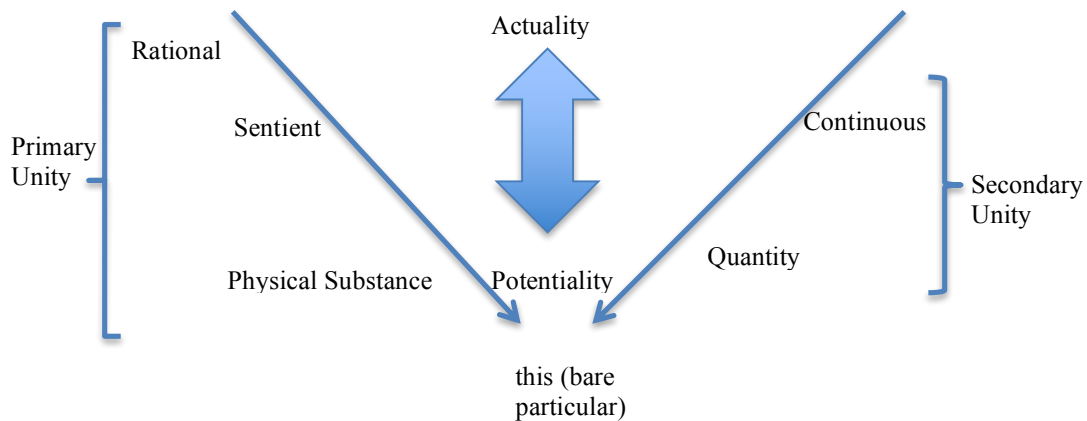 Actuality
Rational
Sentient
Continuous
Primary
Unity
Secondary
Unity
Quantity
Physical Substance
Potentiality
this (bare
particular)